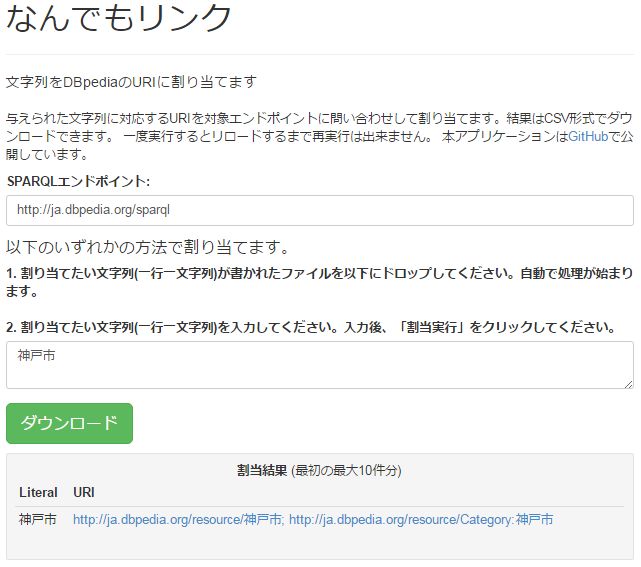 なんでもリンク
文字列をDBpediaのURIに割り当てます
与えられた文字列に対応するURIを対象エンドポイントに問い合わせして割り当てます。結果はCSV形式でダウ
ンロードできます。 一度実行するとリロードするまで再実行は出来ません。 本アプリケーションはGitHubで公
開しています。
SPARQLエンドポイント:
http://ja.dbpedia.org/sparql
以下のいずれかの方法で割り当てます。
1. 割り当てたい文字列(一行一文字列)が書かれたファイルを以下にドロップしてください。自動で処理が始まり
ます。
2. 割り当てたい文字列(一行一文字列)を入力してください。入力後、「割当実行」をクリックしてください。
神戸市
ダウンロード
割当結果 (最初の最大10件分)
Literal URI
神戸市 http://ja.dbpedia.org/resource/神戸市; http://ja.dbpedia.org/resource/Category:神戸市